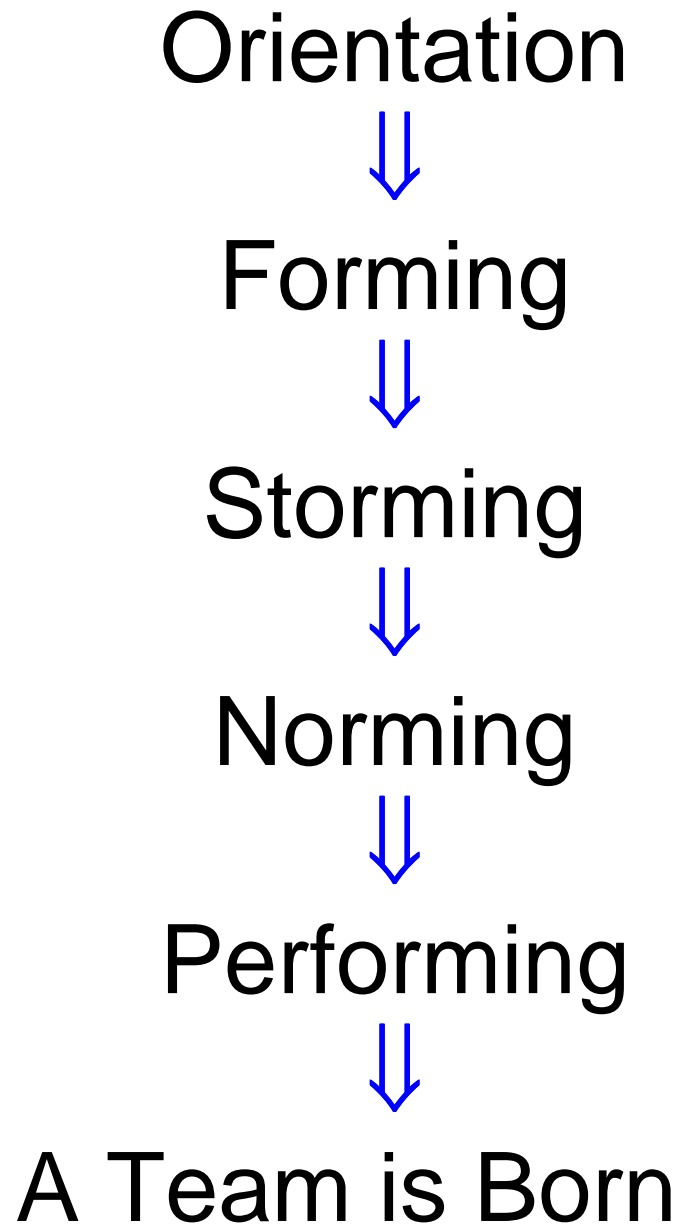 Orientation
⇓
Forming
⇓
Storming
⇓
Norming
⇓
Performing
⇓
A Team is Born